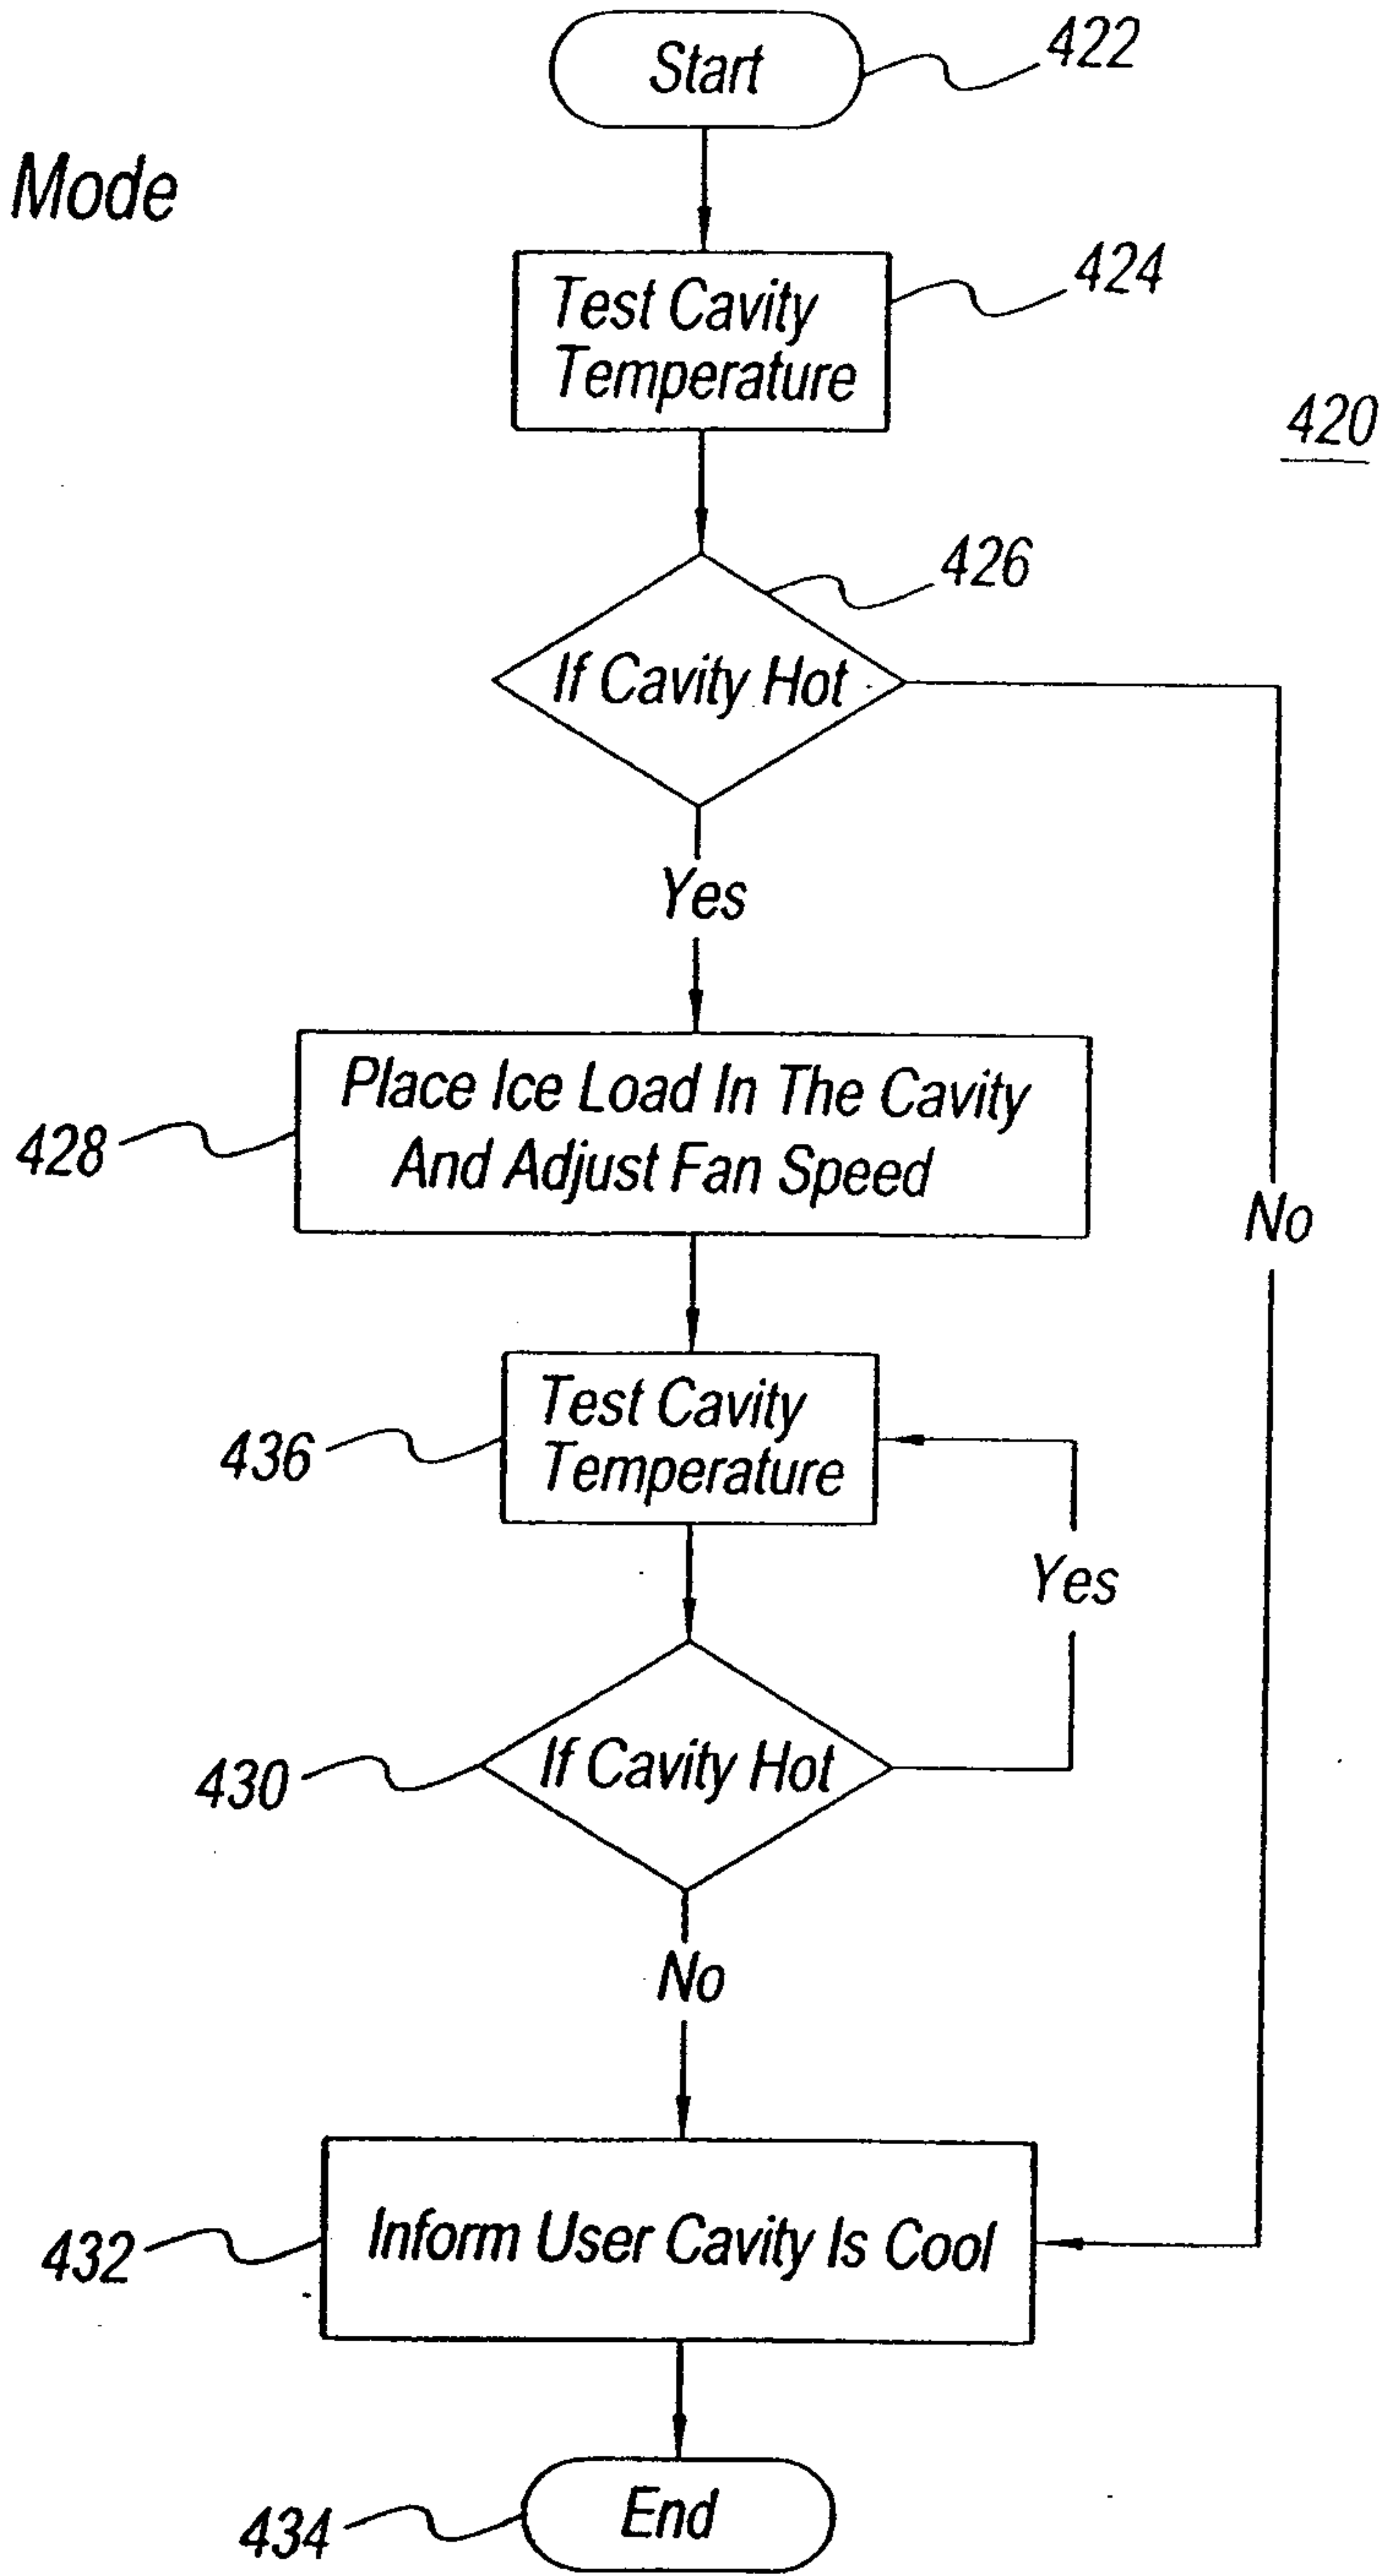 Start
422
Mode
Test Cavity
Temperature
424
420
If Cavity Hot
426
Yes
Place Ice Load In The Cavity
And Adjust Fan Speed
428
No
Test Cavity
Temperature
436
Yes
If Cavity Hot
430
No
Inform User Cavity Is Cool
432
End
434